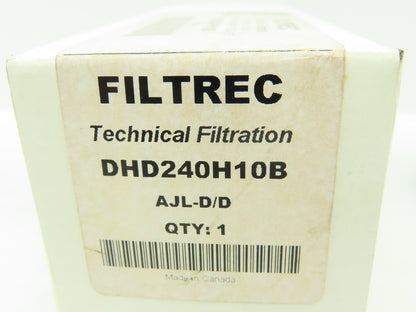 FILTREC
Technical Filtration
DHD240H10B
AJL-D/D
QTY: 1
Made in Canada